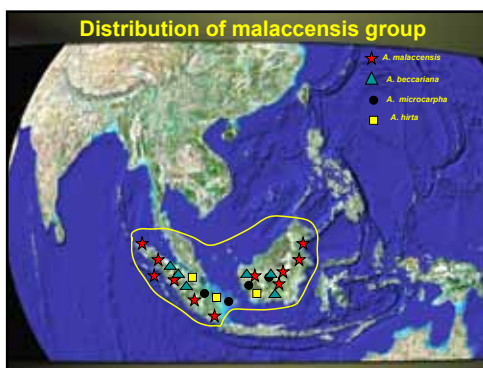 Distribution of malaccensis group
A. malaccensis
A. beccariana
A. microcarpha
A. hirta